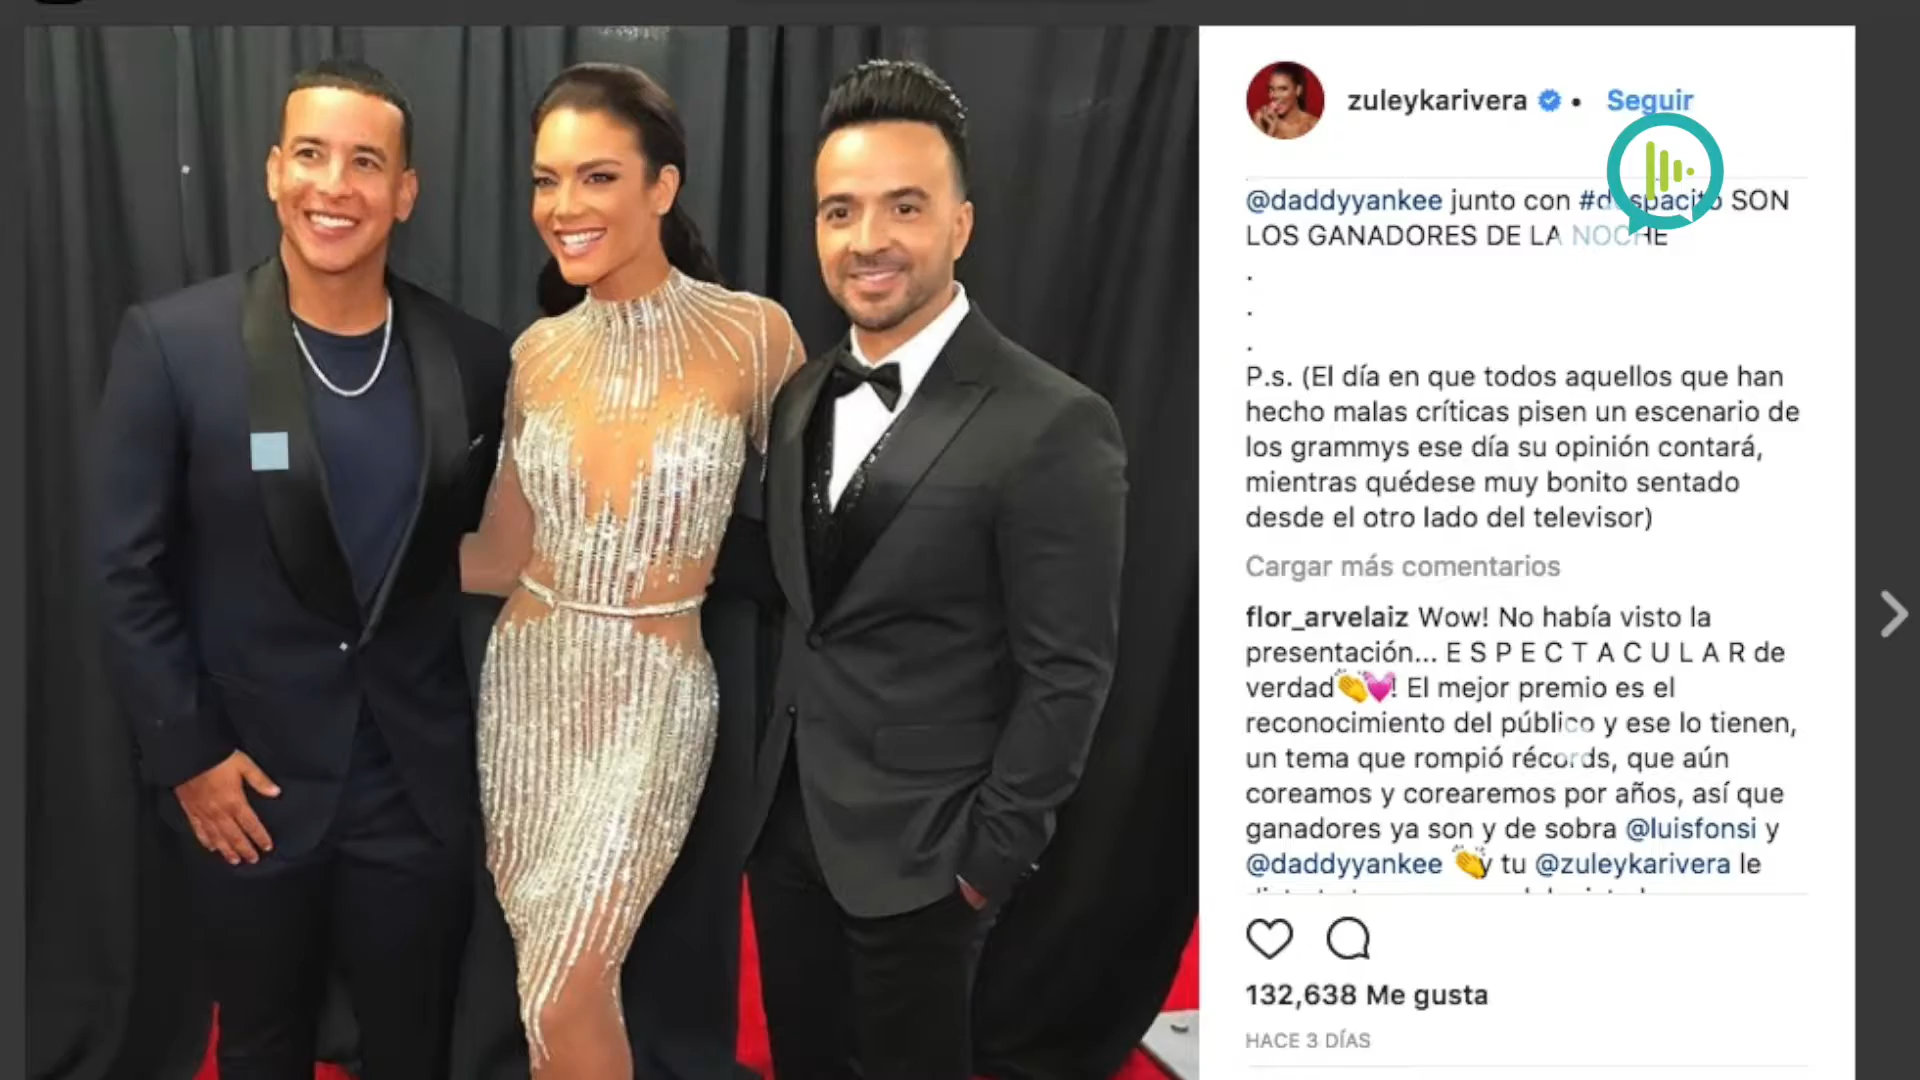 zuleykarivera • Seguir
@daddyyankee junto con #despacito SON
LOS GANADORES DE LA NOCHE
.
.
.
P.s. (El día en que todos aquellos que han
hecho malas críticas pisen un escenario de
los grammys ese día su opinión contará,
mientras quédese muy bonito sentado
desde el otro lado del televisor)
Cargar más comentarios
flor_arvelaiz Wow! No había visto la
presentación... E S P E C T A C U L A R de
verdad👏💓! El mejor premio es el
reconocimiento del público y ese lo tienen,
un tema que rompió récords, que aún
coreamos y corearemos por años, así que
ganadores ya son y de sobra @luisfonsi y
@daddyyankee 👏y tu @zuleykarivera le
132,638 Me gusta
HACE 3 DÍAS